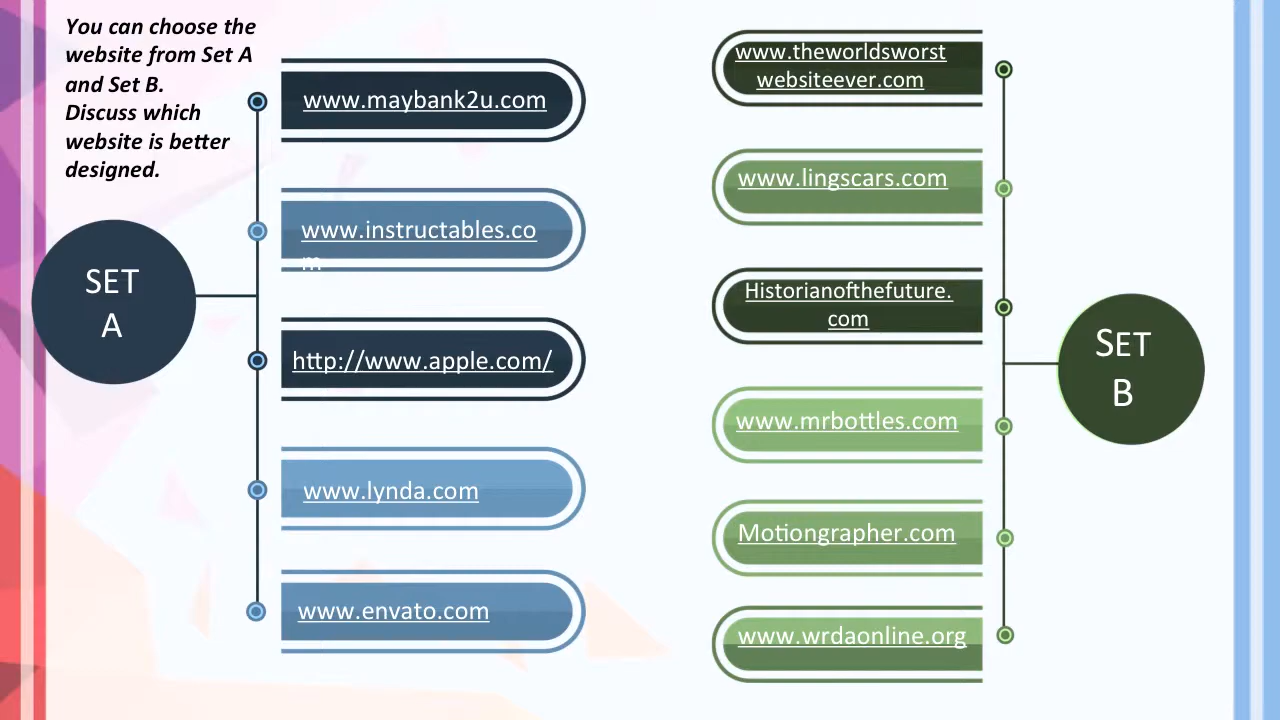 You can choose the
website from Set A
and Set B.
Discuss which
website is better
designed.
SET
A
www.maybank2u.com
www.instructables.co
m
http://www.apple.com/
www.lynda.com
www.envato.com
www.theworldsworst
websiteever.com
www.lingscars.com
Historianofthefuture.
com
www.mrbottles.com
Motiongrapher.com
www.wrdaonline.org
SET
B